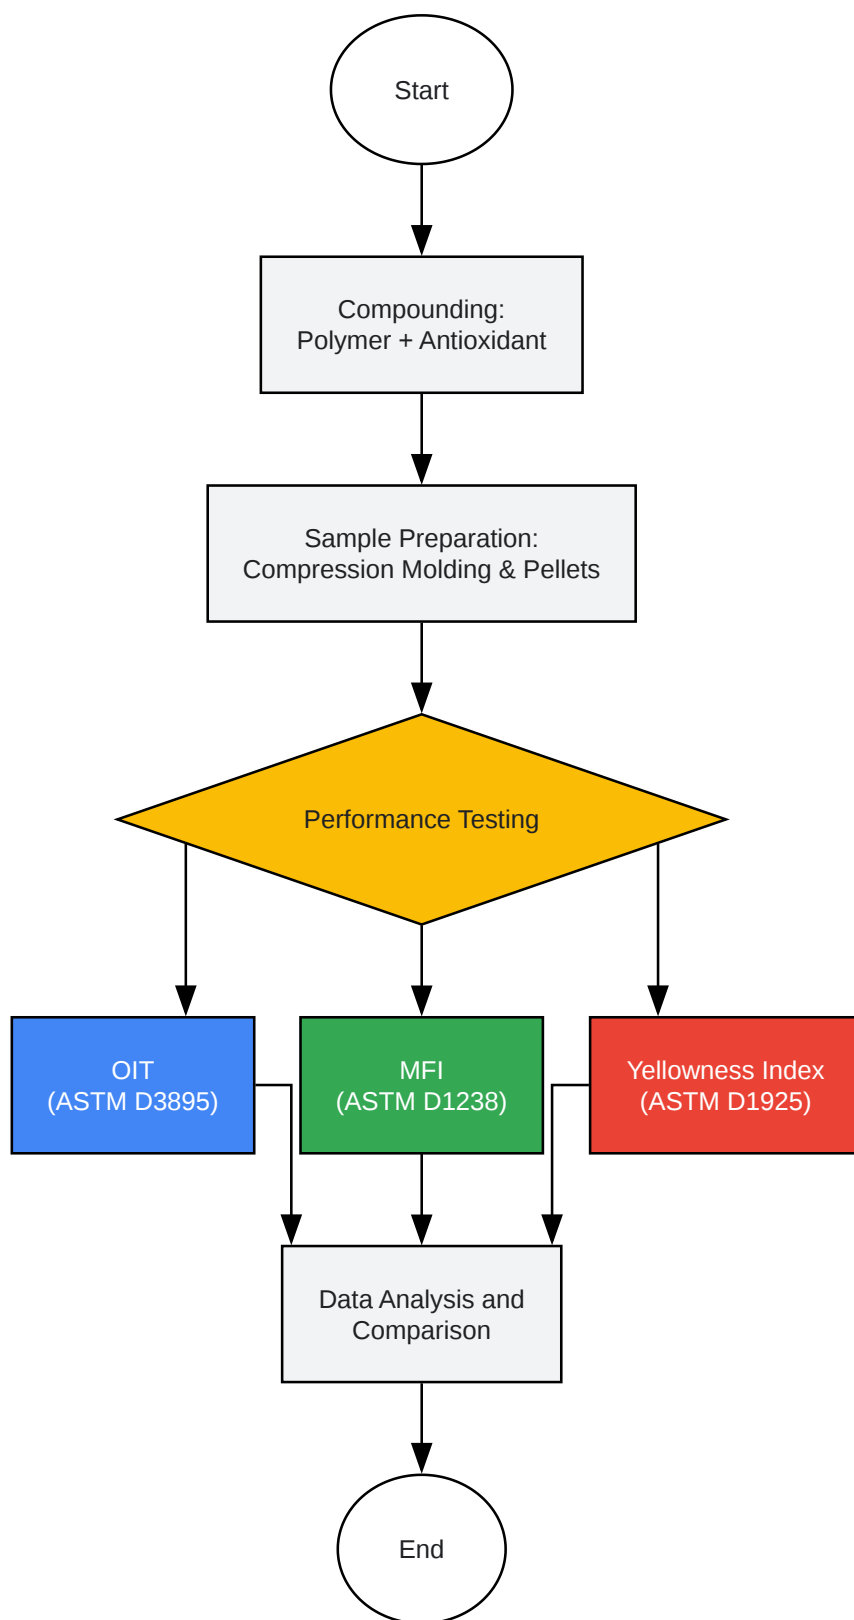 Start
Compounding:
Polymer + Antioxidant
Sample Preparation:
Compression Molding & Pellets
Performance Testing
OIT
(ASTM D3895)
MFI
(ASTM D1238)
Yellowness Index
(ASTM D1925)
Data Analysis and
Comparison
End